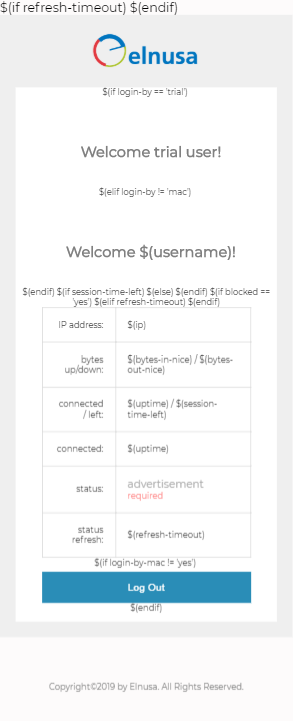 $(if refresh-timeout) $(endif)
elnusa
$(if login-by == 'trial')
Welcome trial user!
$(elif login-by != 'mac')
Welcome $(username)!
$(endif) $(if session-time-left) $(else) $(endif) $(if blocked ==
'yes') $(elif refresh-timeout) $(endif)
IP address: $(ip)
bytes
up/down:
$(bytes-in-nice) / $(bytes-
out-nice)
connected
/ left:
$(uptime) / $(session-
time-left)
connected: $(uptime)
status:
advertisement
required
status
refresh:
$(refresh-timeout)
$(if login-by-mac != 'yes')
Log Out
$(endif)
Copyright©2019 by Elnusa. All Rights Reserved.